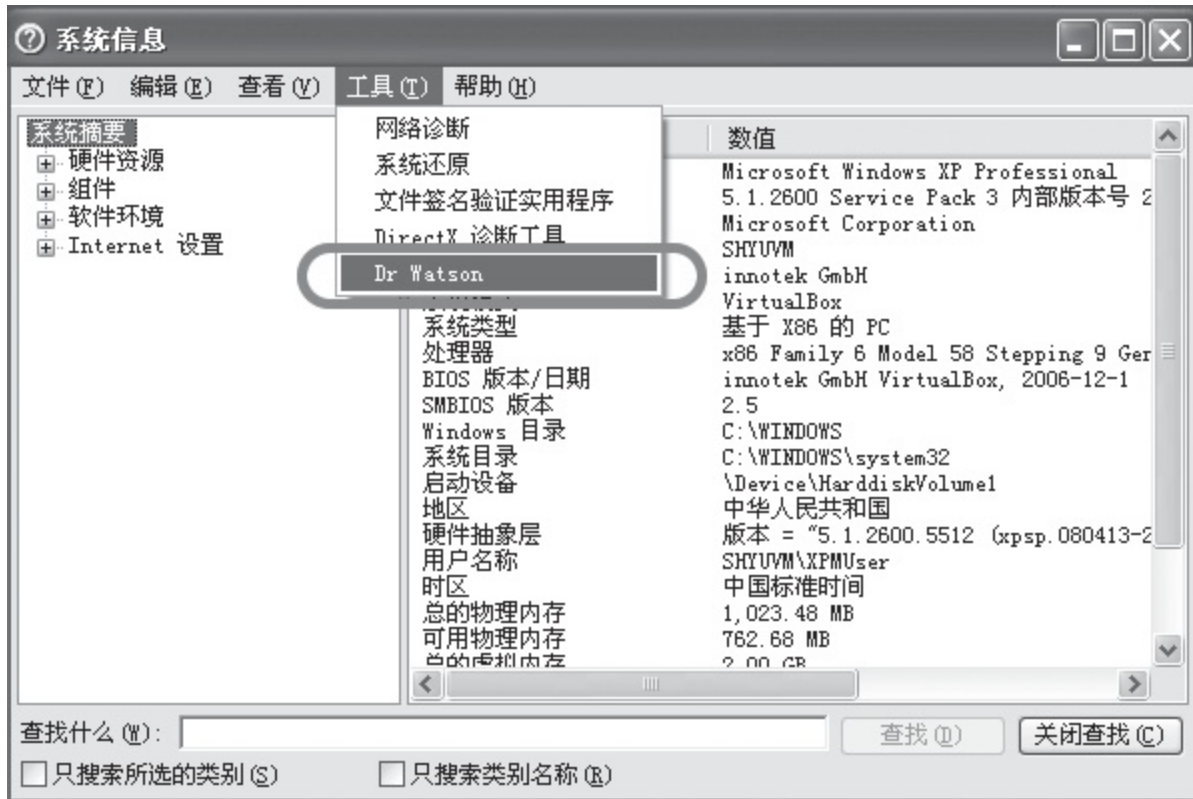 系统信息
文件(F) 编辑(E) 查看(V) 工具(T) 帮助(H)
系统摘要
硬件资源
组件
软件环境
Internet 设置
网络诊断
系统还原
文件签名验证实用程序
DirectX 诊断工具
Dr Watson
数值
Microsoft Windows XP Professional
5.1.2600 Service Pack 3 内部版本号 2
Microsoft Corporation
SHYUVM
innotek GmbH
VirtualBox
系统类型 基于 X86 的 PC
处理器 x86 Family 6 Model 58 Stepping 9 Gen
BIOS 版本/日期 innotek GmbH VirtualBox, 2006-12-1
SMBIOS 版本 2.5
Windows 目录 C:\WINDOWS
系统目录 C:\WINDOWS\system32
启动设备 \Device\HarddiskVolume1
地区 中华人民共和国
硬件抽象层 版本 = "5.1.2600.5512 (xpsp.080413-2
用户名称 SHYUVM\XPMUser
时区 中国标准时间
总的物理内存 1,023.48 MB
可用物理内存 762.68 MB
总的虚拟内存 2.00 GB
查找什么(W): 查找(D) 关闭查找(C)
只搜索所选的类别(S) 只搜索类别名称(R)